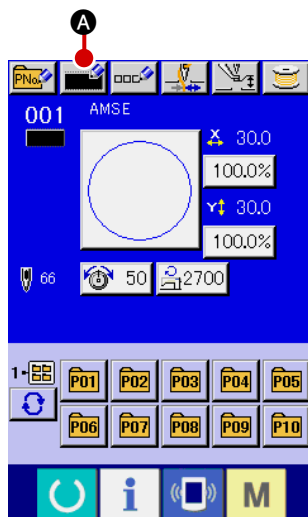 A
PNo.
001 AMSE
X 30.0
100.0%
Y 30.0
100.0%
66 50 2700
1-
P01 P02 P03 P04 P05
P06 P07 P08 P09 P10
i M